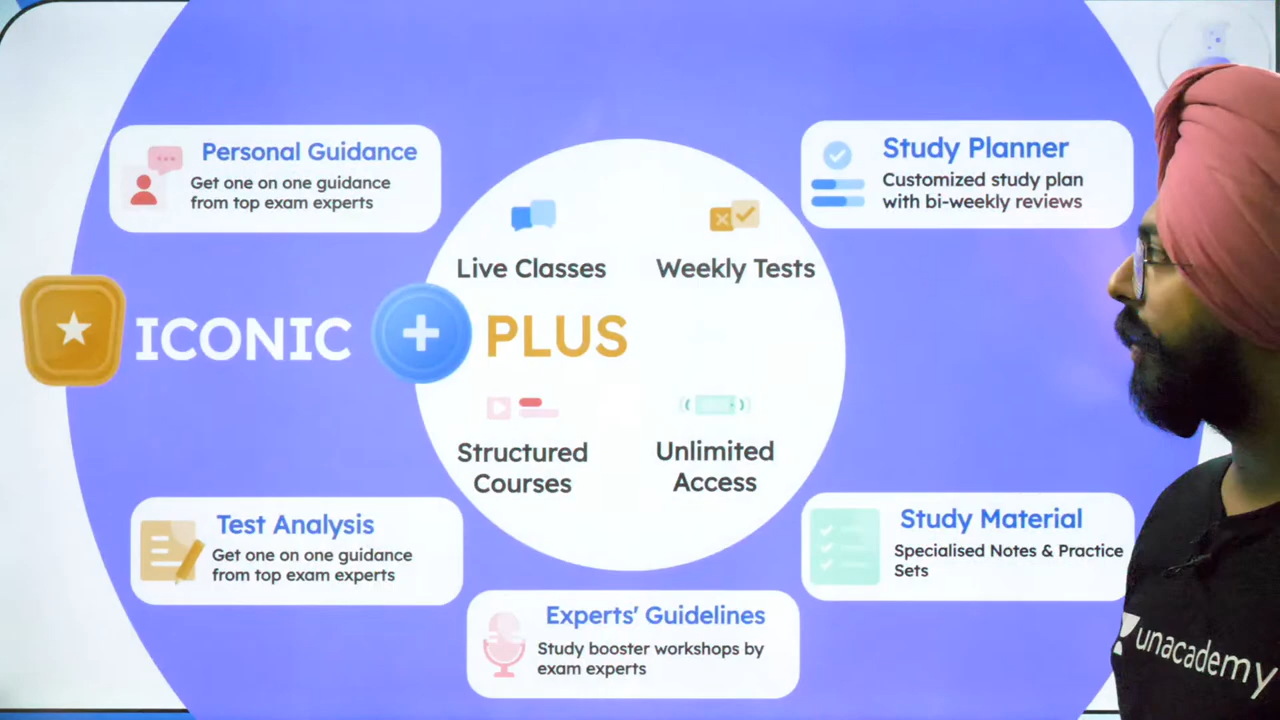 Personal Guidance
Get one on one guidance
from top exam experts
Study Planner
Customized study plan
with bi-weekly reviews
Live Classes
Weekly Tests
ICONIC
PLUS
Structured
Courses
Unlimited
Access
Test Analysis
Get one on one guidance
from top exam experts
Study Material
Specialised Notes & Practice
Sets
Experts' Guidelines
Study booster workshops by
exam experts
unacademy